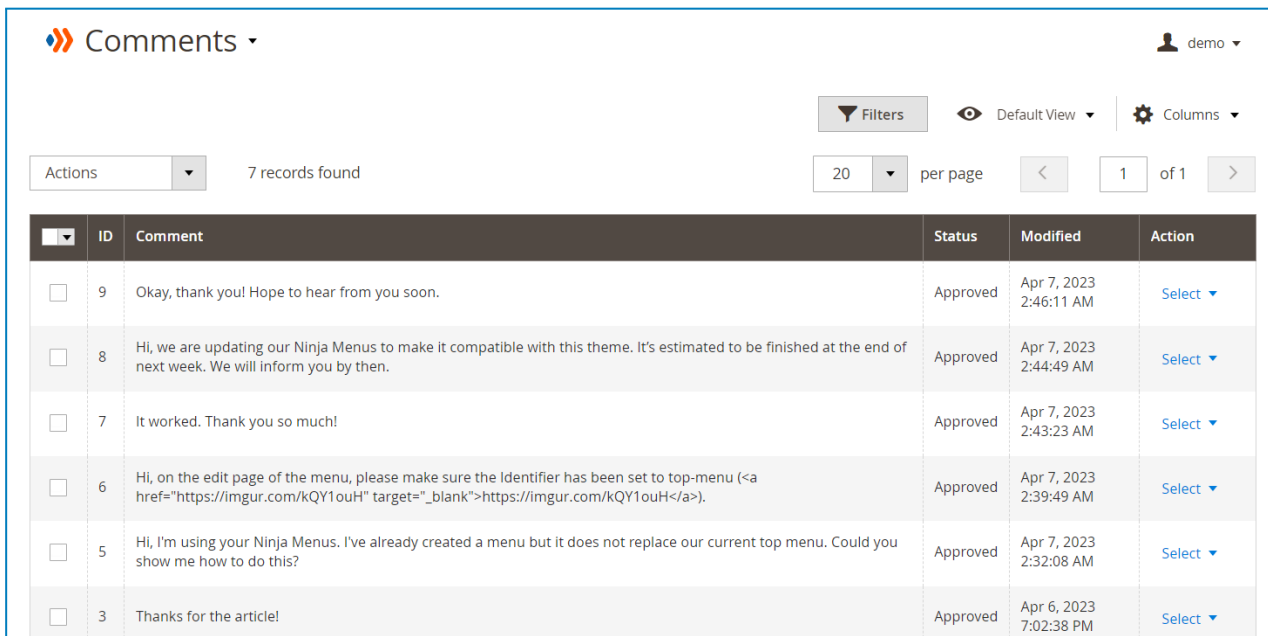 Comments
demo
Filters
Default View
Columns
Actions
7 records found
20
per page
1
of 1
ID
Comment
Status
Modified
Action
9
Okay, thank you! Hope to hear from you soon.
Approved
Apr 7, 2023
2:46:11 AM
Select
8
Hi, we are updating our Ninja Menus to make it compatible with this theme. It's estimated to be finished at the end of
next week. We will inform you by then.
Approved
Apr 7, 2023
2:44:49 AM
Select
7
It worked. Thank you so much!
Approved
Apr 7, 2023
2:43:23 AM
Select
6
Hi, on the edit page of the menu, please make sure the Identifier has been set to top-menu (<a
href="https://imgur.com/kQY1ouH" target="_blank">https://imgur.com/kQY1ouH</a>).
Approved
Apr 7, 2023
2:39:49 AM
Select
5
Hi, I'm using your Ninja Menus. I've already created a menu but it does not replace our current top menu. Could you
show me how to do this?
Approved
Apr 7, 2023
2:32:08 AM
Select
3
Thanks for the article!
Approved
Apr 6, 2023
7:02:38 PM
Select